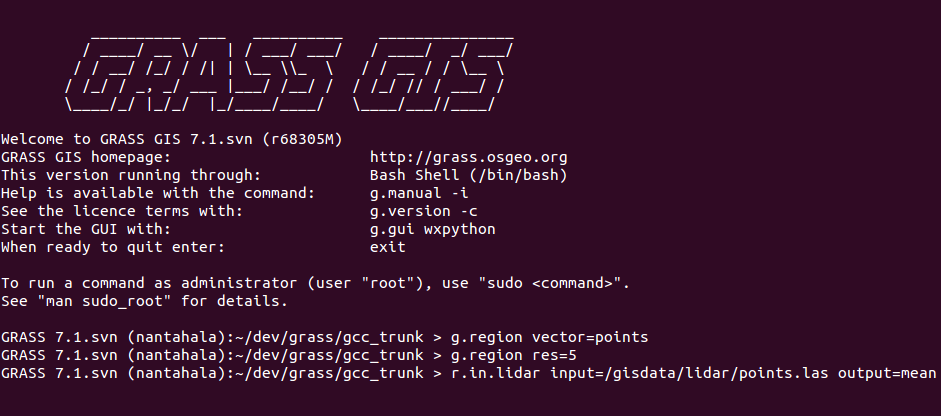 GRASS GIS
Welcome to GRASS GIS 7.1.svn (r68305M)
GRASS GIS homepage: http://grass.osgeo.org
This version running through: Bash Shell (/bin/bash)
Help is available with the command: g.manual -i
See the licence terms with: g.version -c
Start the GUI with: g.gui wxpython
When ready to quit enter: exit
To run a command as administrator (user "root"), use "sudo <command>".
See "man sudo_root" for details.
GRASS 7.1.svn (nantahala):~/dev/grass/gcc_trunk > g.region vector=points
GRASS 7.1.svn (nantahala):~/dev/grass/gcc_trunk > g.region res=5
GRASS 7.1.svn (nantahala):~/dev/grass/gcc_trunk > r.in.lidar input=/gisdata/lidar/points.las output=mean